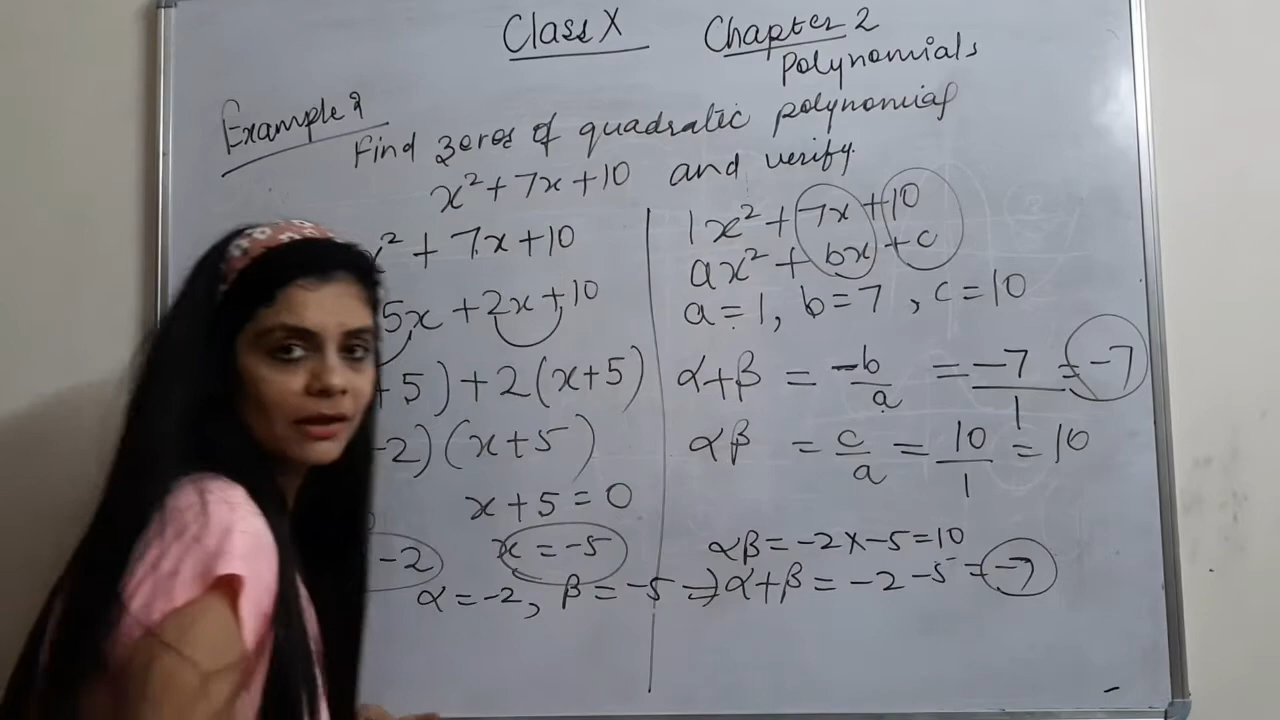 Class X Chapter 2
Polynomials
Example 2
Find zeros of quadratic polynomial
x² + 7x + 10 and verify.
x² + 7x + 10
5x + 2x + 10
+ 5) + 2(x+5)
2)(x+5)
x + 5 = 0
-2 x = -5
α = -2, β = -5 ⇒ α+β = -2 -5 = -7
1x² + 7x + 10
ax² + bx + c
a = 1, b = 7, c = 10
α+β = -b/a = -7/1 = -7
αβ = c/a = 10/1 = 10
αβ = -2 x -5 = 10